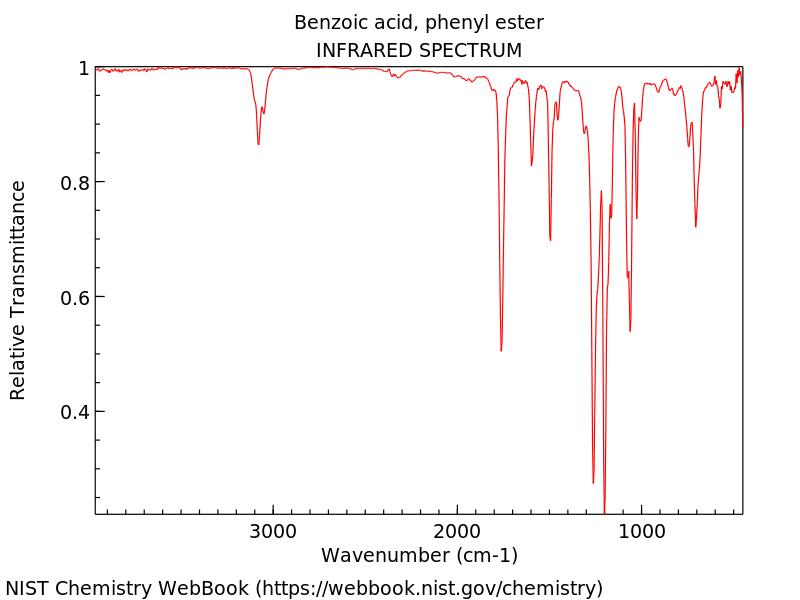 Benzoic acid, phenyl ester
INFRARED SPECTRUM
1
0.8
0.6
0.4
Relative Transmittance
3000
2000
1000
Wavenumber (cm-1)
NIST Chemistry WebBook (https://webbook.nist.gov/chemistry)